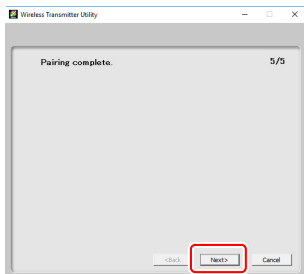 Wireless Transmitter Utility
Pairing complete. 5/5
<Back Next> Cancel